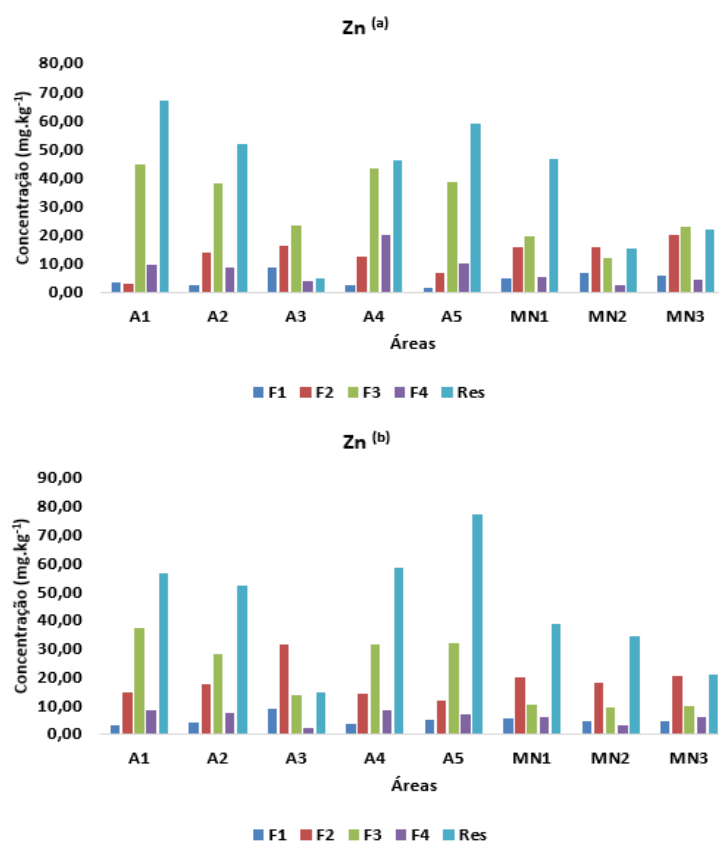 Zn (a)
Concentração (mg.kg-1)
80,00
70,00
60,00
50,00
40,00
30,00
20,00
10,00
0,00
A1 A2 A3 A4 A5 MN1 MN2 MN3
Áreas
F1 F2 F3 F4 Res
Zn (b)
Concentração (mg.kg-1)
90,00
80,00
70,00
60,00
50,00
40,00
30,00
20,00
10,00
0,00
A1 A2 A3 A4 A5 MN1 MN2 MN3
Áreas
F1 F2 F3 F4 Res